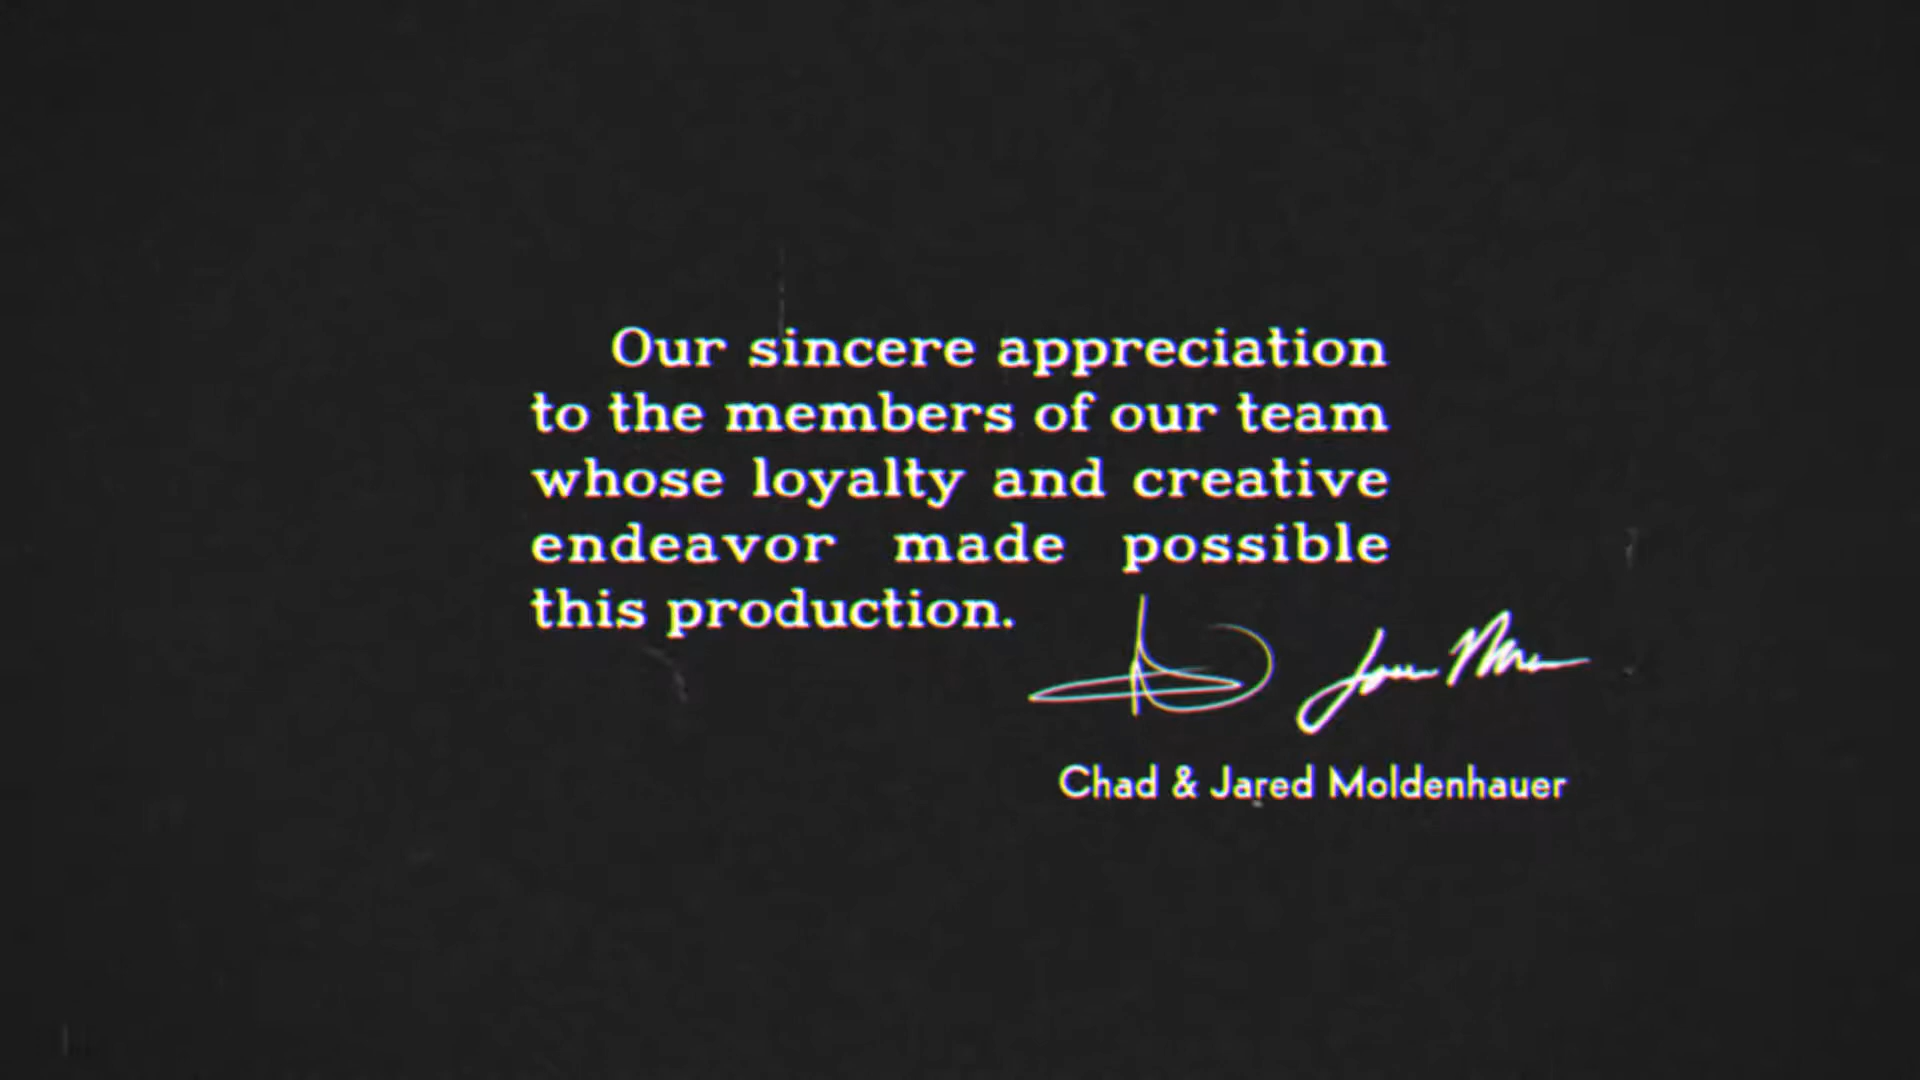 Our sincere appreciation
to the members of our team
whose loyalty and creative
endeavor made possible
this production.
Chad & Jared Moldenhauer